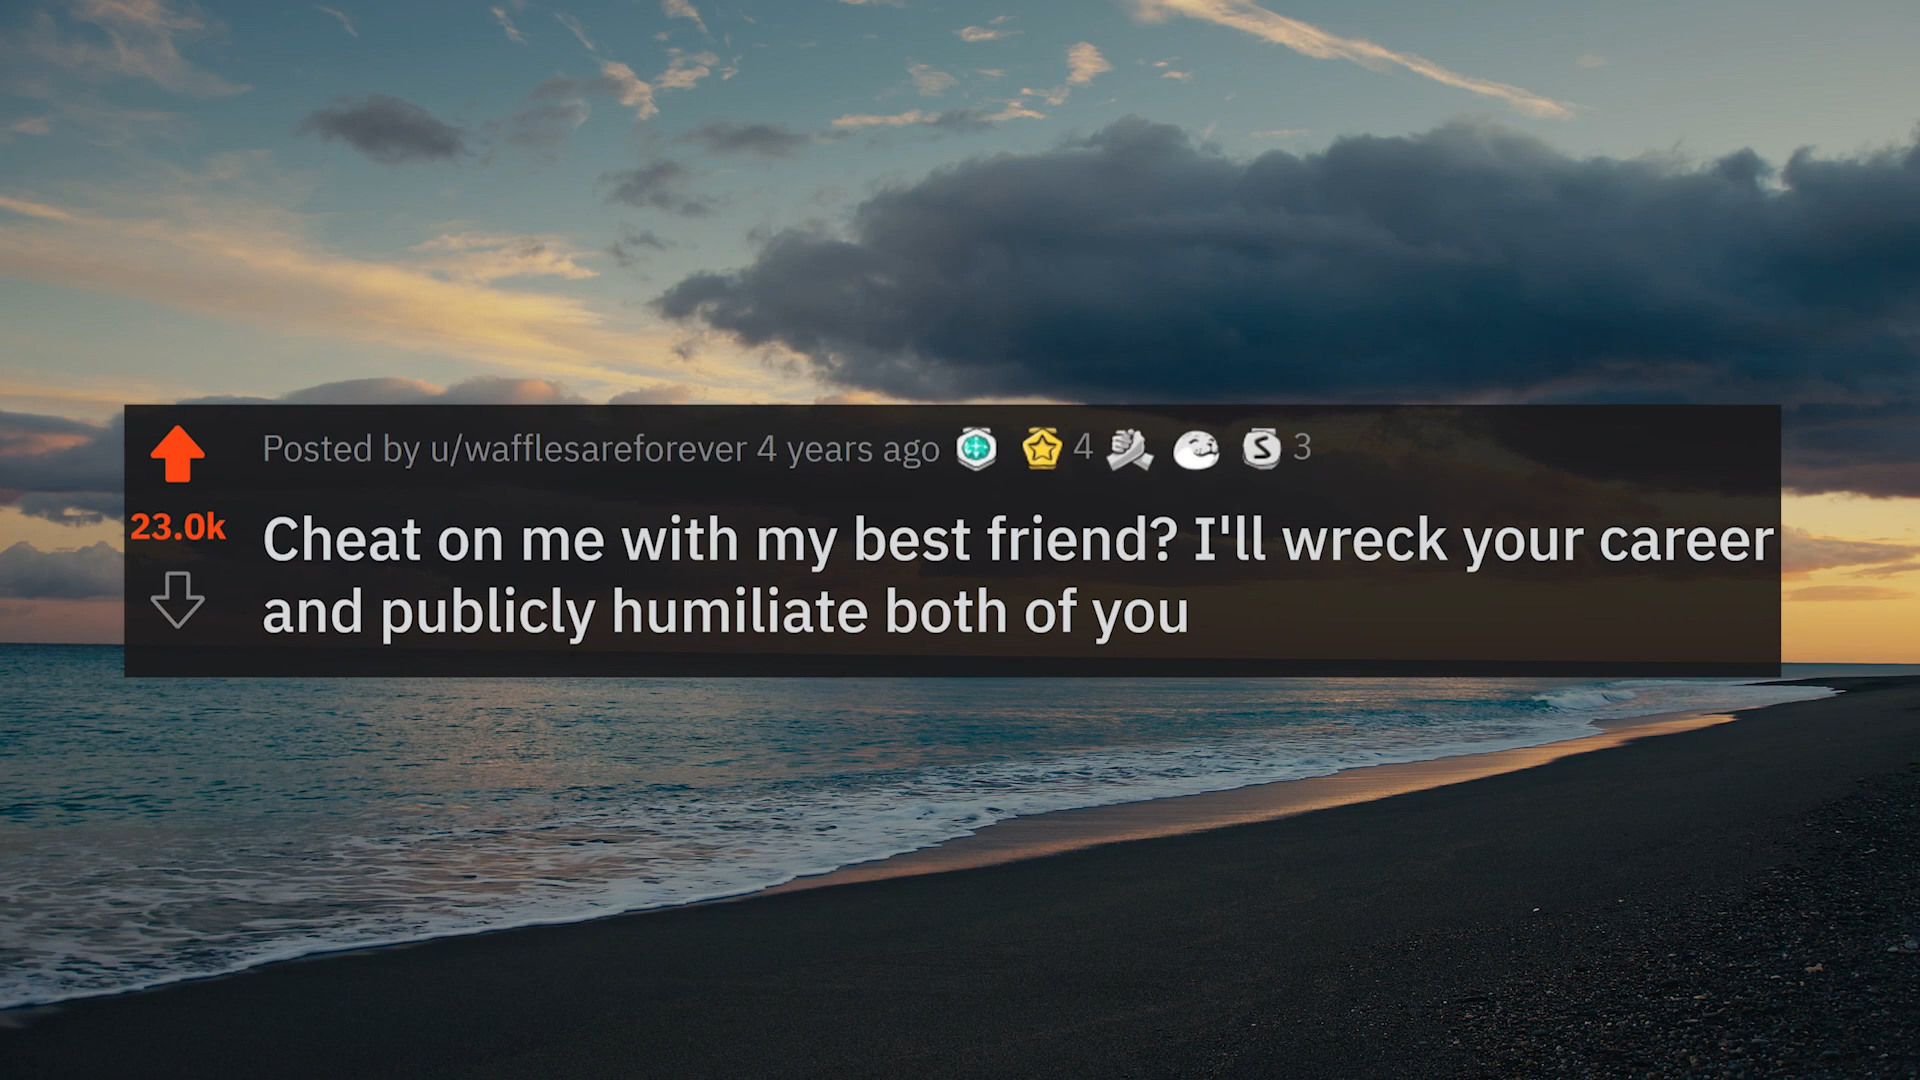 Posted by u/wafflesareforever 4 years ago 4 3
23.0k
Cheat on me with my best friend? I'll wreck your career
and publicly humiliate both of you